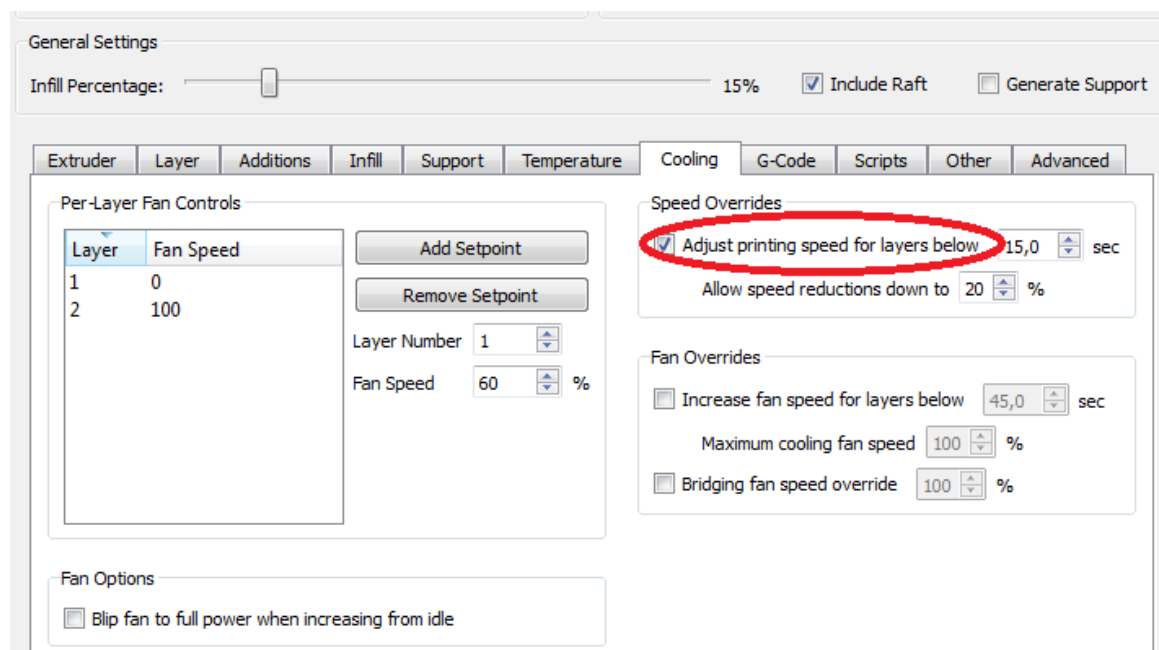 General Settings
Infill Percentage: 15% Include Raft Generate Support
Extruder Layer Additions Infill Support Temperature Cooling G-Code Scripts Other Advanced
Per-Layer Fan Controls
Layer Fan Speed
1 0
2 100
Add Setpoint
Remove Setpoint
Layer Number 1
Fan Speed 60 %
Speed Overrides
Adjust printing speed for layers below 15,0 sec
Allow speed reductions down to 20 %
Fan Overrides
Increase fan speed for layers below 45,0 sec
Maximum cooling fan speed 100 %
Bridging fan speed override 100 %
Fan Options
Blip fan to full power when increasing from idle